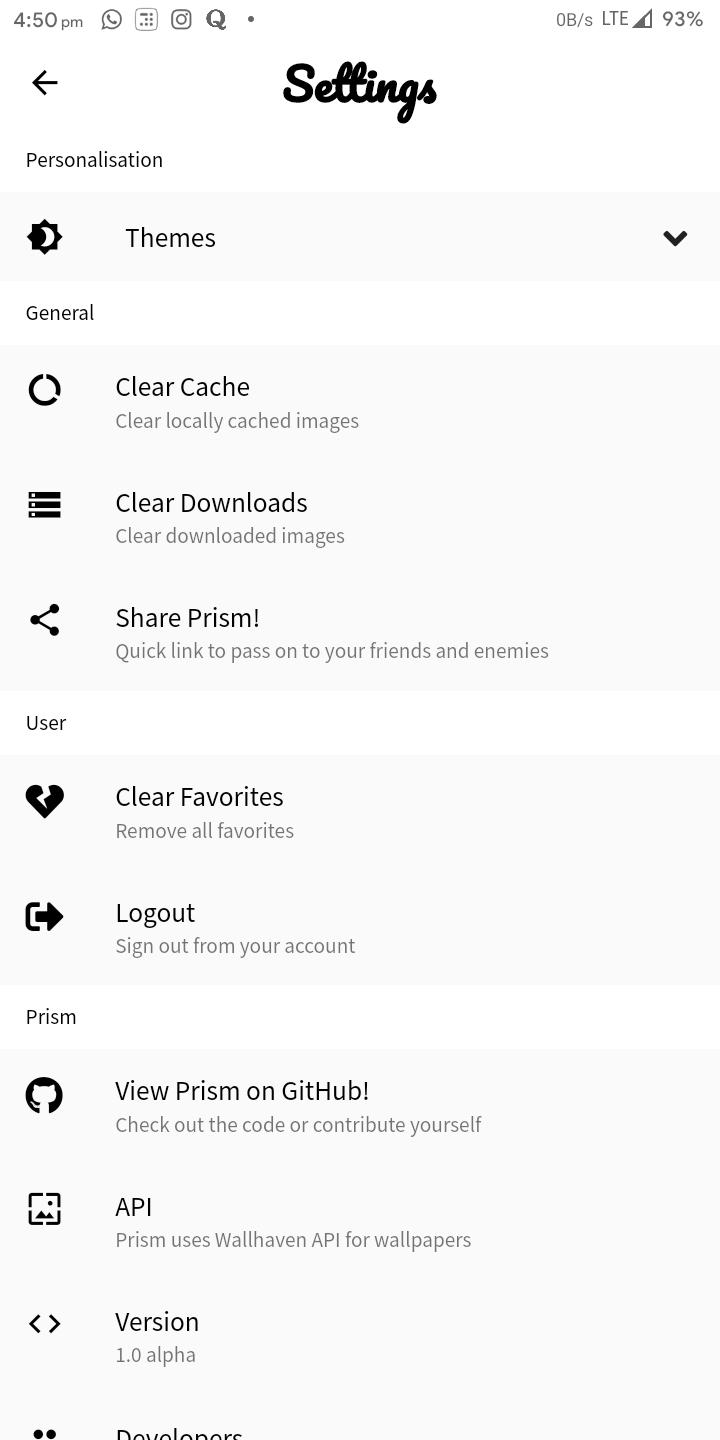 4:50 pm 0B/s LTE 93%
Settings
Personalisation
Themes
General
Clear Cache
Clear locally cached images
Clear Downloads
Clear downloaded images
Share Prism!
Quick link to pass on to your friends and enemies
User
Clear Favorites
Remove all favorites
Logout
Sign out from your account
Prism
View Prism on GitHub!
Check out the code or contribute yourself
API
Prism uses Wallhaven API for wallpapers
Version
1.0 alpha
Developers